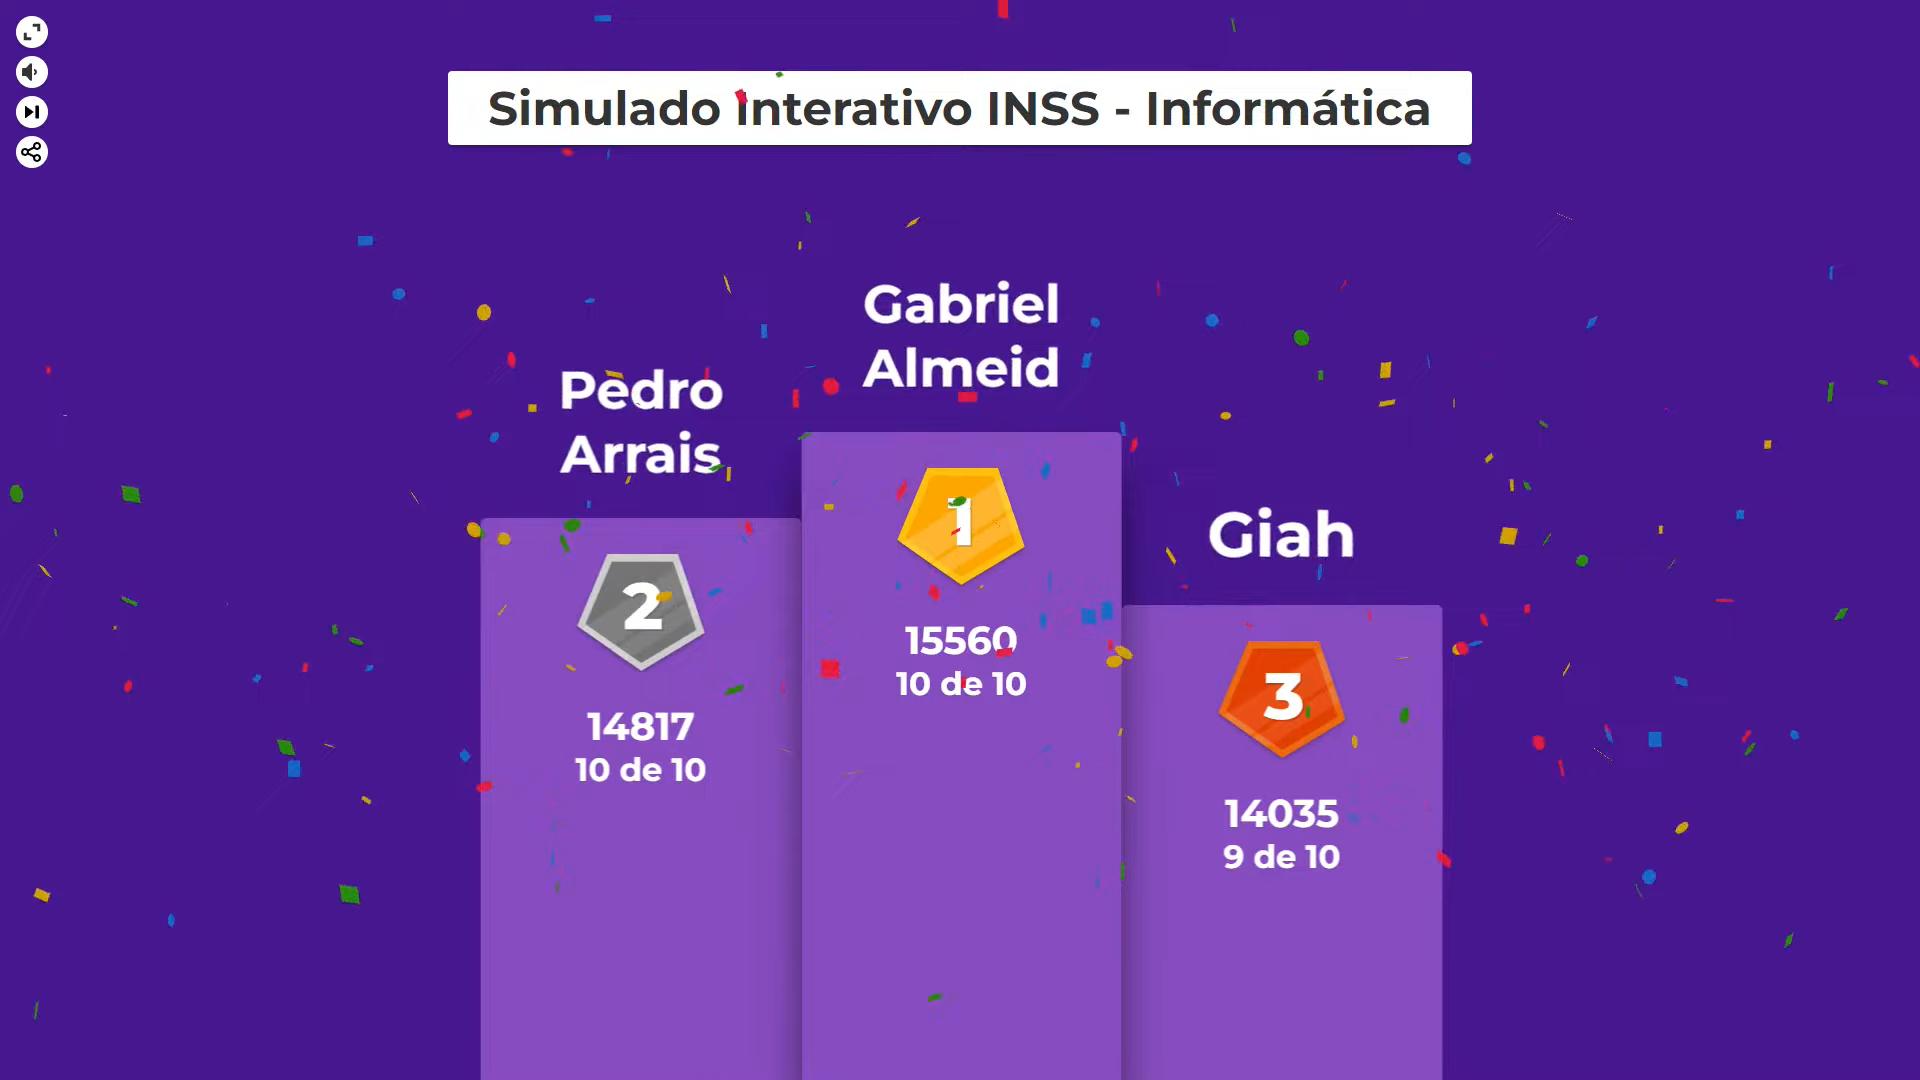 Simulado Interativo INSS - Informática
Gabriel
Almeid
Pedro
Arrais
Giah
1
15560
10 de 10
2
14817
10 de 10
3
14035
9 de 10